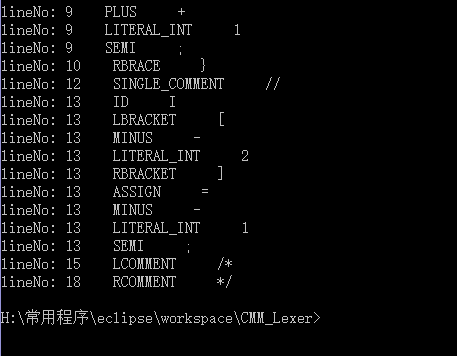 lineNo: 9    PLUS    +
lineNo: 9    LITERAL_INT    1
lineNo: 9    SEMI    ;
lineNo: 10    RBRACE    }
lineNo: 12    SINGLE_COMMENT    //
lineNo: 13    ID    I
lineNo: 13    LBRACKET    [
lineNo: 13    MINUS    -
lineNo: 13    LITERAL_INT    2
lineNo: 13    RBRACKET    ]
lineNo: 13    ASSIGN    =
lineNo: 13    MINUS    -
lineNo: 13    LITERAL_INT    1
lineNo: 13    SEMI    ;
lineNo: 15    LCOMMENT    /*
lineNo: 18    RCOMMENT    */
H:\常用程序\eclipse\workspace\CMM_Lexer>